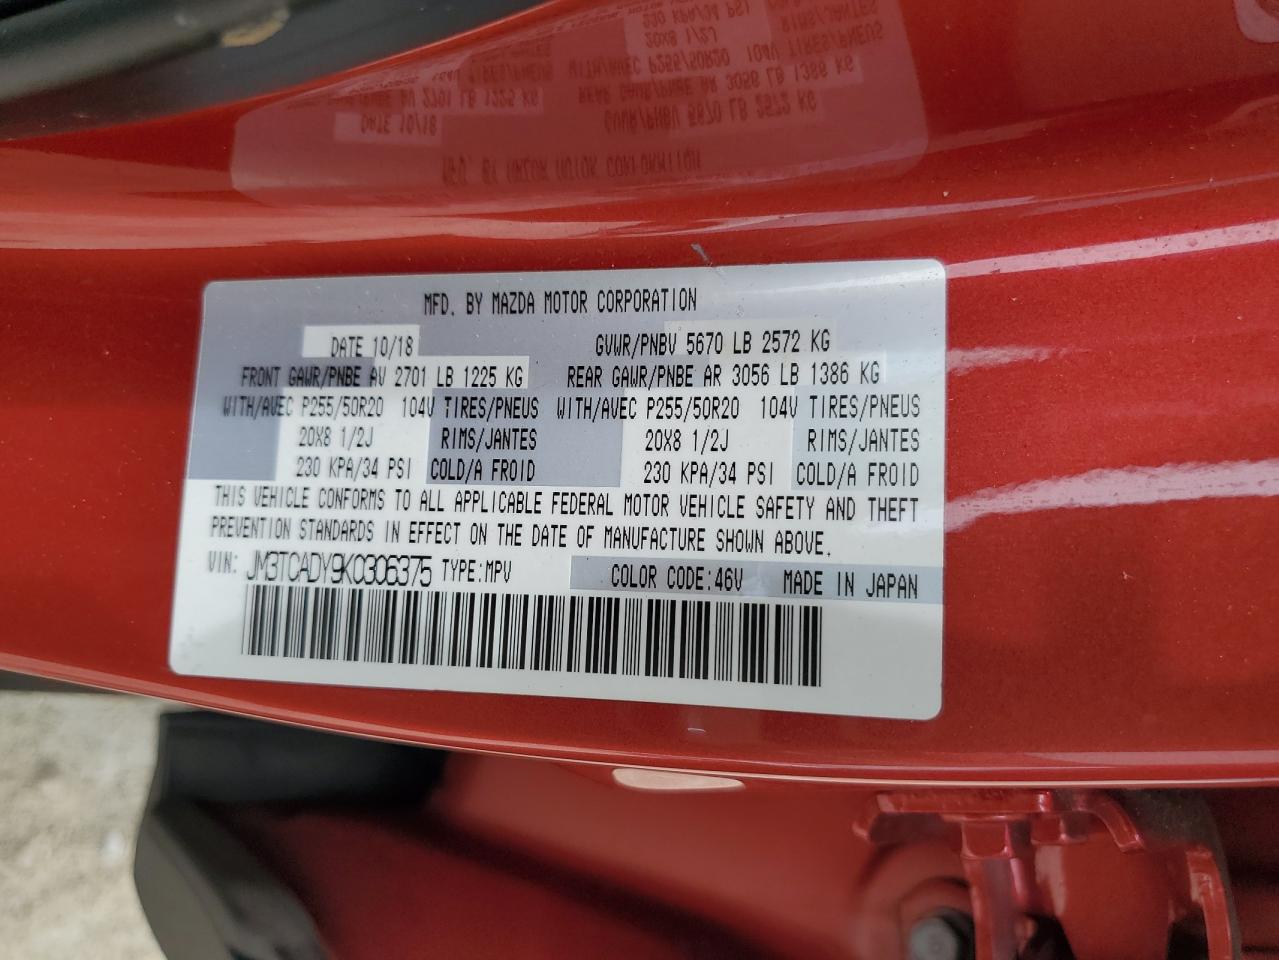 MFD. BY MAZDA MOTOR CORPORATION
DATE 10/18 GVWR/PNBV 5670 LB 2572 KG
FRONT GAWR/PNBE AV 2701 LB 1225 KG REAR GAWR/PNBE AR 3056 LB 1386 KG
WITH/AVEC P255/50R20 104V TIRES/PNEUS WITH/AVEC P255/50R20 104V TIRES/PNEUS
20X8 1/2J RIMS/JANTES 20X8 1/2J RIMS/JANTES
230 KPA/34 PSI COLD/A FROID 230 KPA/34 PSI COLD/A FROID
THIS VEHICLE CONFORMS TO ALL APPLICABLE FEDERAL MOTOR VEHICLE SAFETY AND THEFT
PREVENTION STANDARDS IN EFFECT ON THE DATE OF MANUFACTURE SHOWN ABOVE.
VIN: JM3TCADY9K0306375 TYPE:MPV COLOR CODE:46V MADE IN JAPAN